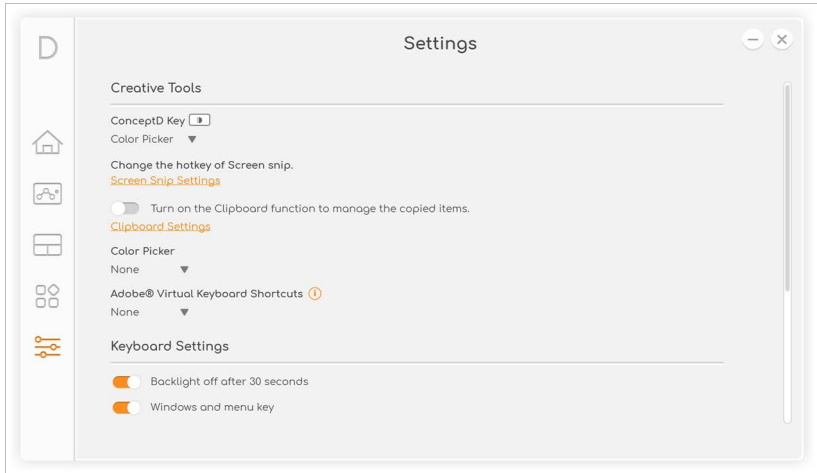 Settings
Creative Tools
ConceptD Key
Color Picker
Change the hotkey of Screen snip.
Screen Snip Settings
Turn on the Clipboard function to manage the copied items.
Clipboard Settings
Color Picker
None
Adobe® Virtual Keyboard Shortcuts
None
Keyboard Settings
Backlight off after 30 seconds
Windows and menu key